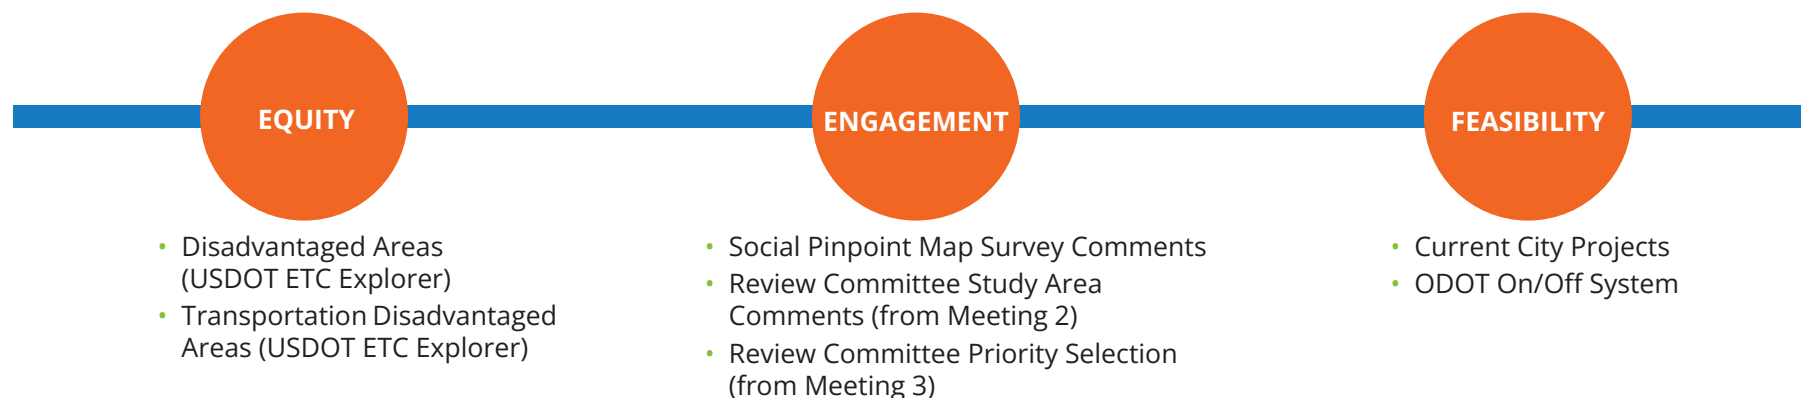 EQUITY
• Disadvantaged Areas
(USDOT ETC Explorer)
• Transportation Disadvantaged
Areas (USDOT ETC Explorer)
ENGAGEMENT
• Social Pinpoint Map Survey Comments
• Review Committee Study Area
Comments (from Meeting 2)
• Review Committee Priority Selection
(from Meeting 3)
FEASIBILITY
• Current City Projects
• ODOT On/Off System